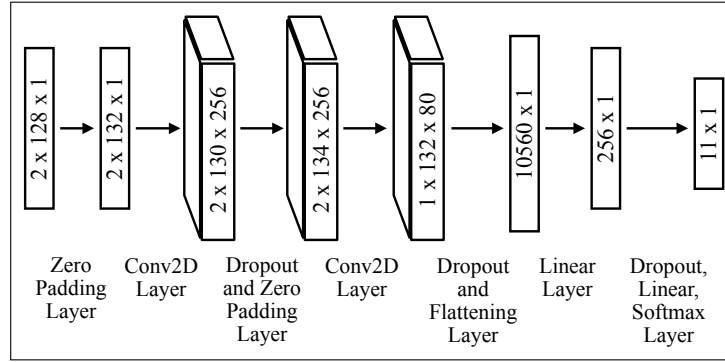 2 x 128 x 1
2 x 132 x 1
2 x 130 x 256
2 x 134 x 256
1 x 132 x 80
10560 x 1
256 x 1
11 x 1
Zero
Padding
Layer
Conv2D
Layer
Dropout
and Zero
Padding
Layer
Conv2D
Layer
Dropout
and
Flattening
Layer
Linear
Layer
Dropout,
Linear,
Softmax
Layer